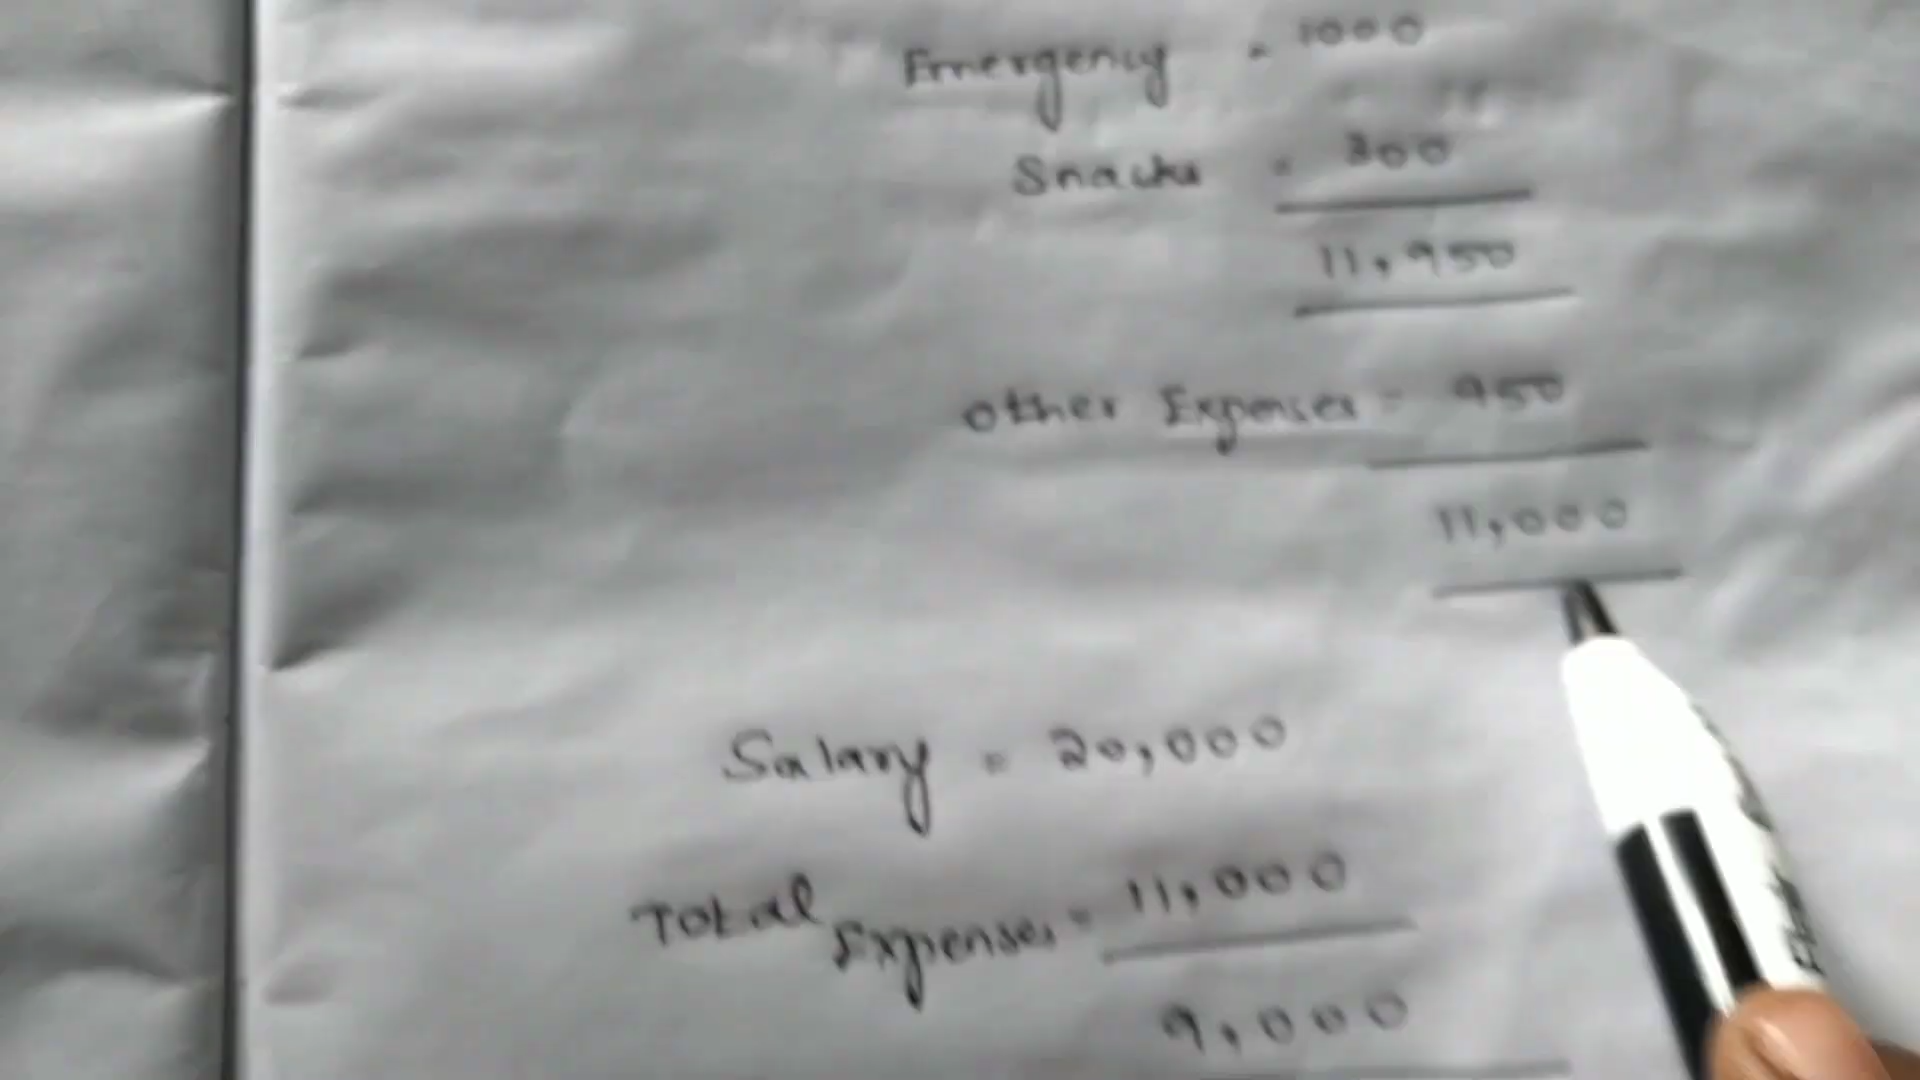 Emergency = 1000
Snacks = 300
11,950
Other Expenses = 950
11,000
Salary = 20,000
Total Expenses = 11,000
9,000